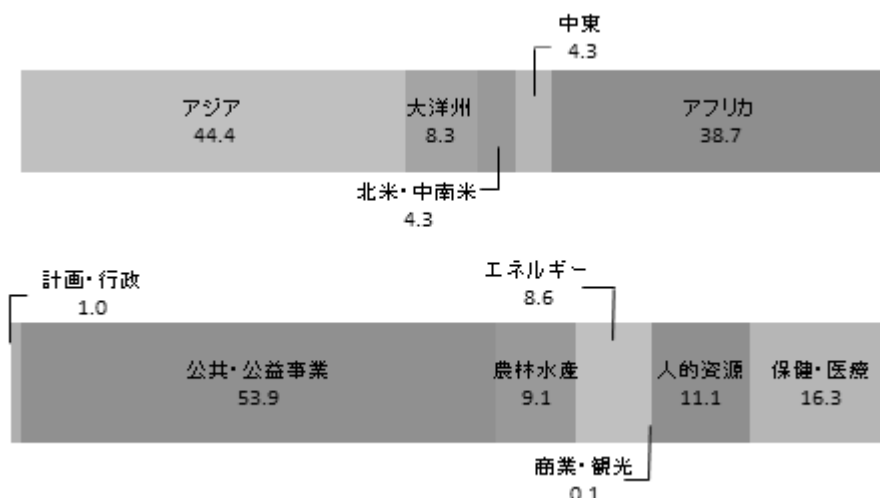 中東
4.3
アジア
44.4
大洋州
8.3
アフリカ
38.7
北米・中南米
4.3
計画・行政
1.0
エネルギー
8.6
公共・公益事業
53.9
農林水産
9.1
人的資源
11.1
保健・医療
16.3
商業・観光
0.1